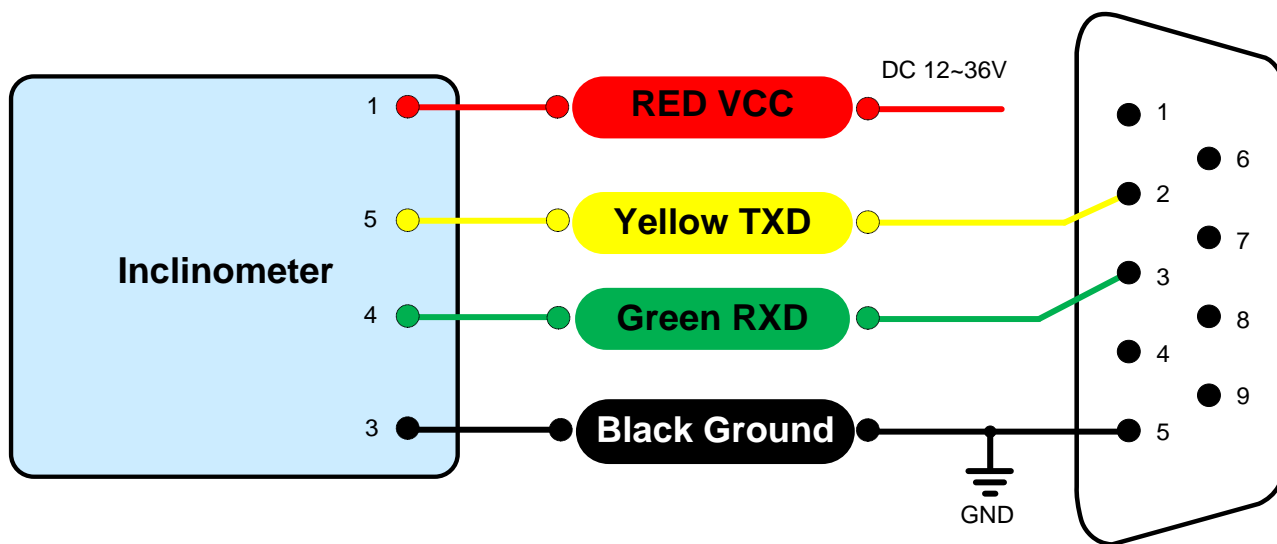 DC 12~36V
1
RED VCC
1
6
5
Yellow TXD
2
7
Inclinometer
3
4
Green RXD
8
4
9
3
Black Ground
5
GND